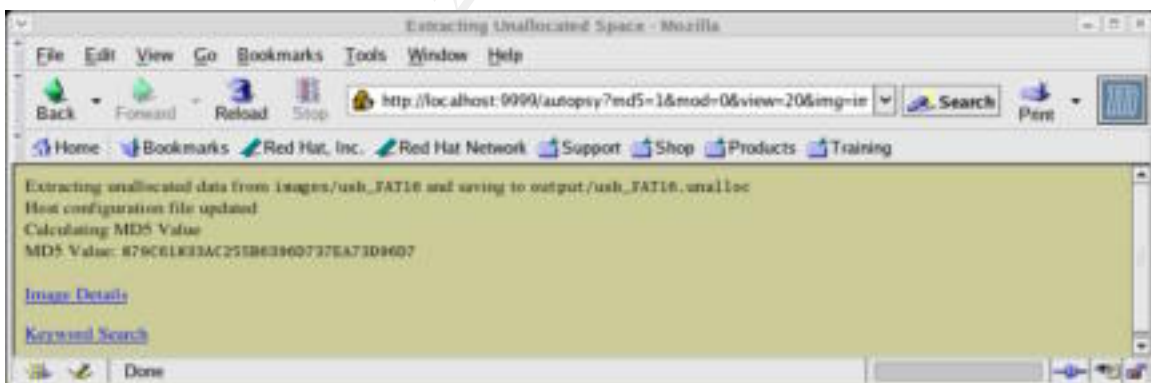 Extracting Unallocated Space - Mozilla
File Edit View Go Bookmarks Tools Window Help
Back Forward Reload Stop http://localhost:9999/autopsy?md5=1&mod=0&view=20&img=im Search Print
Home Bookmarks Red Hat, Inc. Red Hat Network Support Shop Products Training
Extracting unallocated data from images/usb_FAT16 and saving to output/usb_FAT16.unalloc
Host configuration file updated
Calculating MD5 Value
MD5 Value:
Image Details
Keyword Search
Done